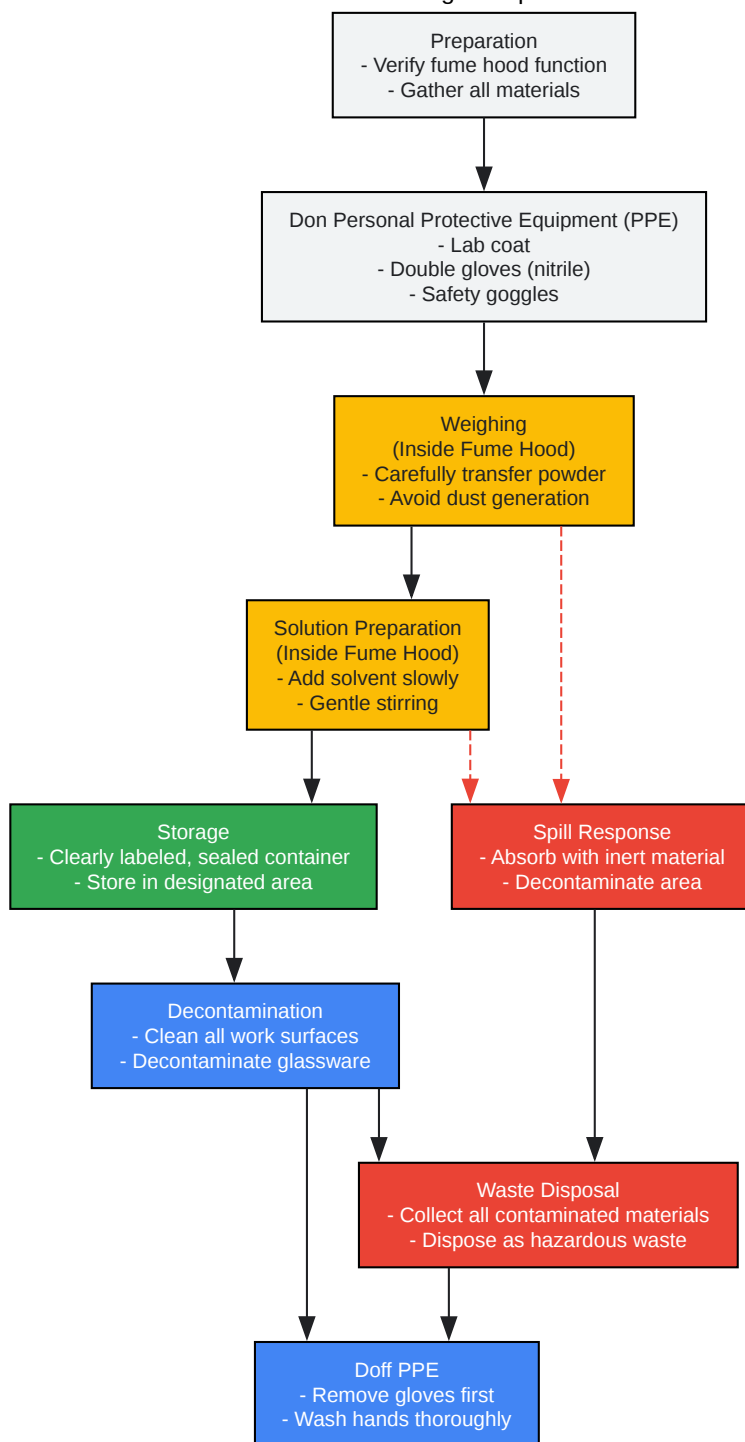 Preparation
- Verify fume hood function
- Gather all materials
Don Personal Protective Equipment (PPE)
- Lab coat
- Double gloves (nitrile)
- Safety goggles
Weighing
(Inside Fume Hood)
- Carefully transfer powder
- Avoid dust generation
Solution Preparation
(Inside Fume Hood)
- Add solvent slowly
- Gentle stirring
Storage
- Clearly labeled, sealed container
- Store in designated area
Spill Response
- Absorb with inert material
- Decontaminate area
Decontamination
- Clean all work surfaces
- Decontaminate glassware
Waste Disposal
- Collect all contaminated materials
- Dispose as hazardous waste
Doff PPE
- Remove gloves first
- Wash hands thoroughly